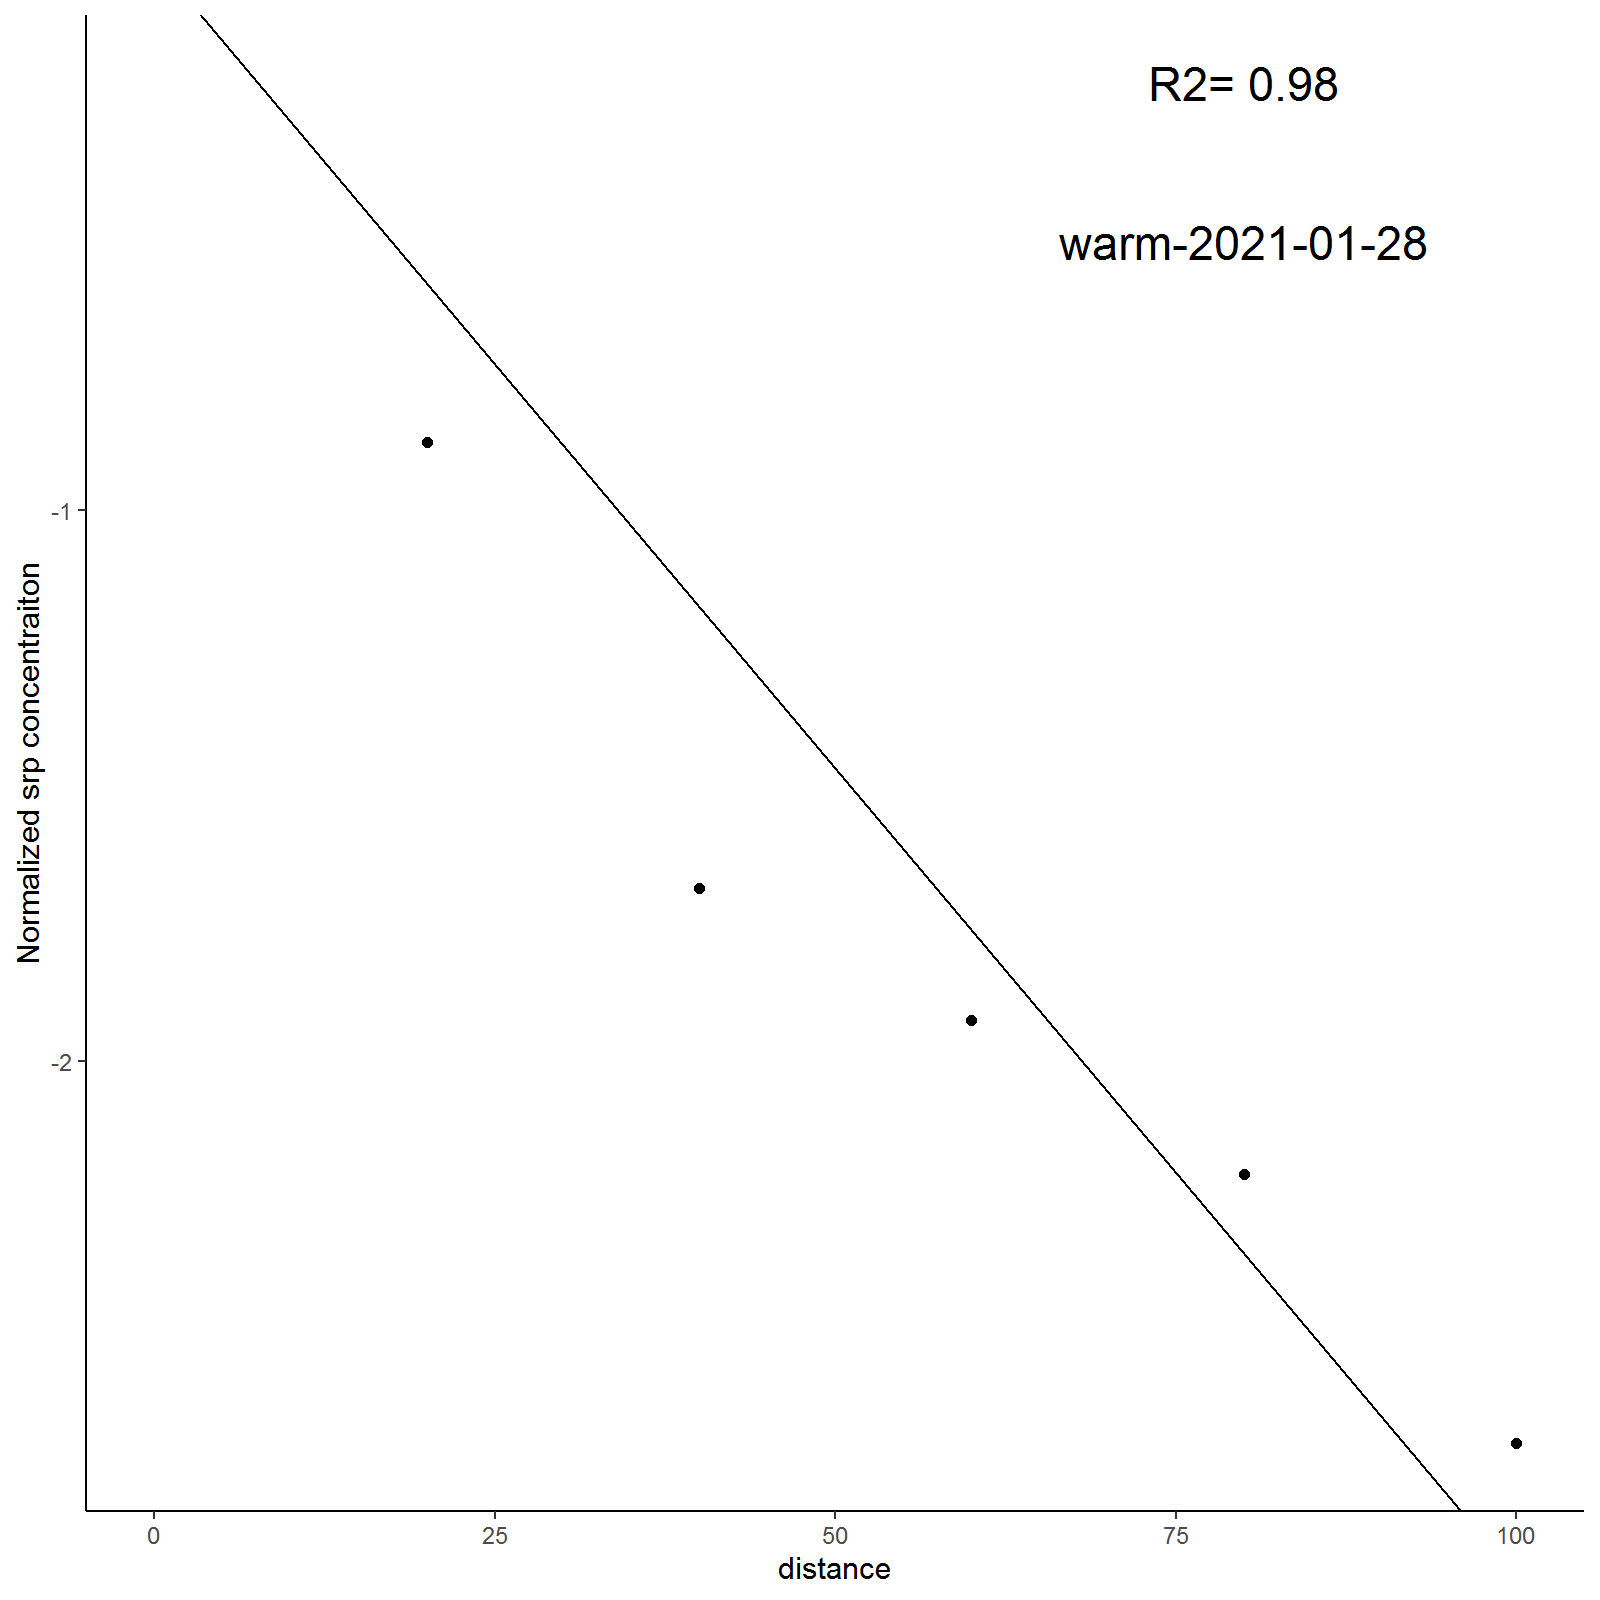 R2= 0.98
warm-2021-01-28
-1
-2
Normalized srp concentraiton
0
25
50
75
100
distance